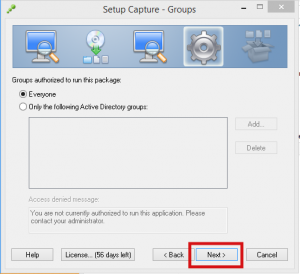 Setup Capture - Groups
Groups authorized to run this package:
Everyone
Only the following Active Directory groups:
Add...
Delete
Access denied message:
You are not currently authorized to run this application. Please
contact your administrator.
Help
License... (56 days left)
< Back
Next >
Cancel